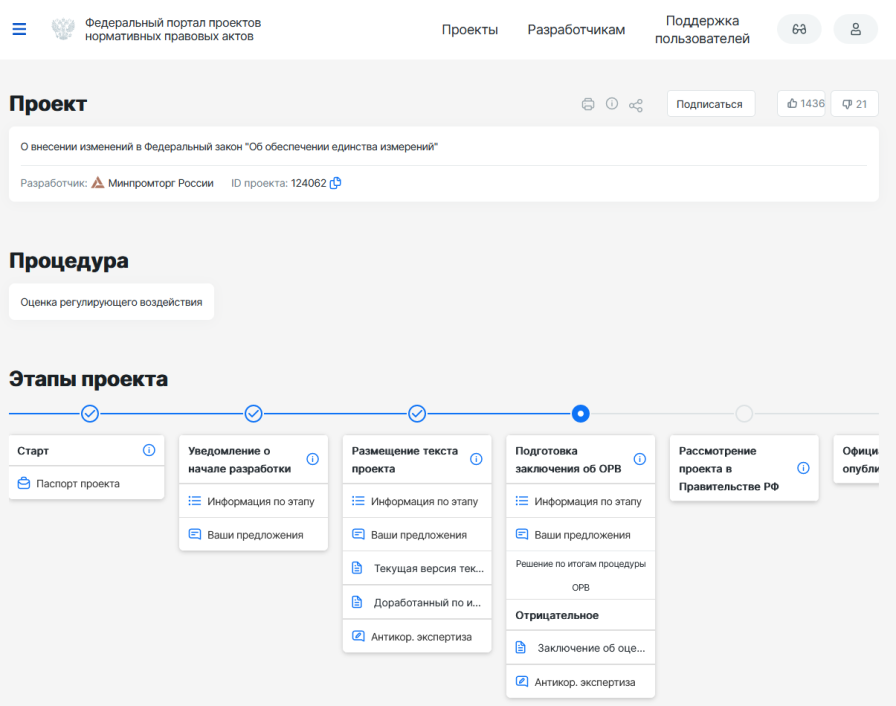 Федеральный портал проектов
нормативных правовых актов
Проекты
Разработчикам
Поддержка
пользователей
Проект
Подписаться
1436
21
О внесении изменений в Федеральный закон "Об обеспечении единства измерений"
Разработчик: Минпромторг России ID проекта: 124062
Процедура
Оценка регулирующего воздействия
Этапы проекта
Старт
Паспорт проекта
Уведомление о
начале разработки
Информация по этапу
Ваши предложения
Размещение текста
проекта
Информация по этапу
Ваши предложения
Текущая версия тек...
Доработанный по и...
Антикор. экспертиза
Подготовка
заключения об ОРВ
Информация по этапу
Ваши предложения
Решение по итогам процедуры
ОРВ
Отрицательное
Заключение об оце...
Антикор. экспертиза
Рассмотрение
проекта в
Правительстве РФ